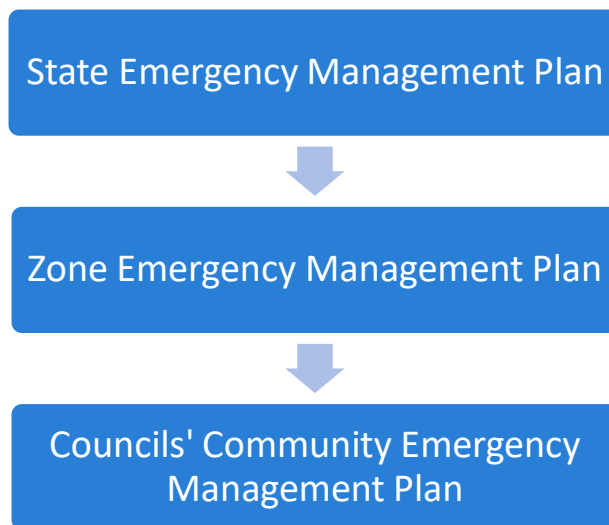 State Emergency Management Plan
Zone Emergency Management Plan
Councils' Community Emergency
Management Plan